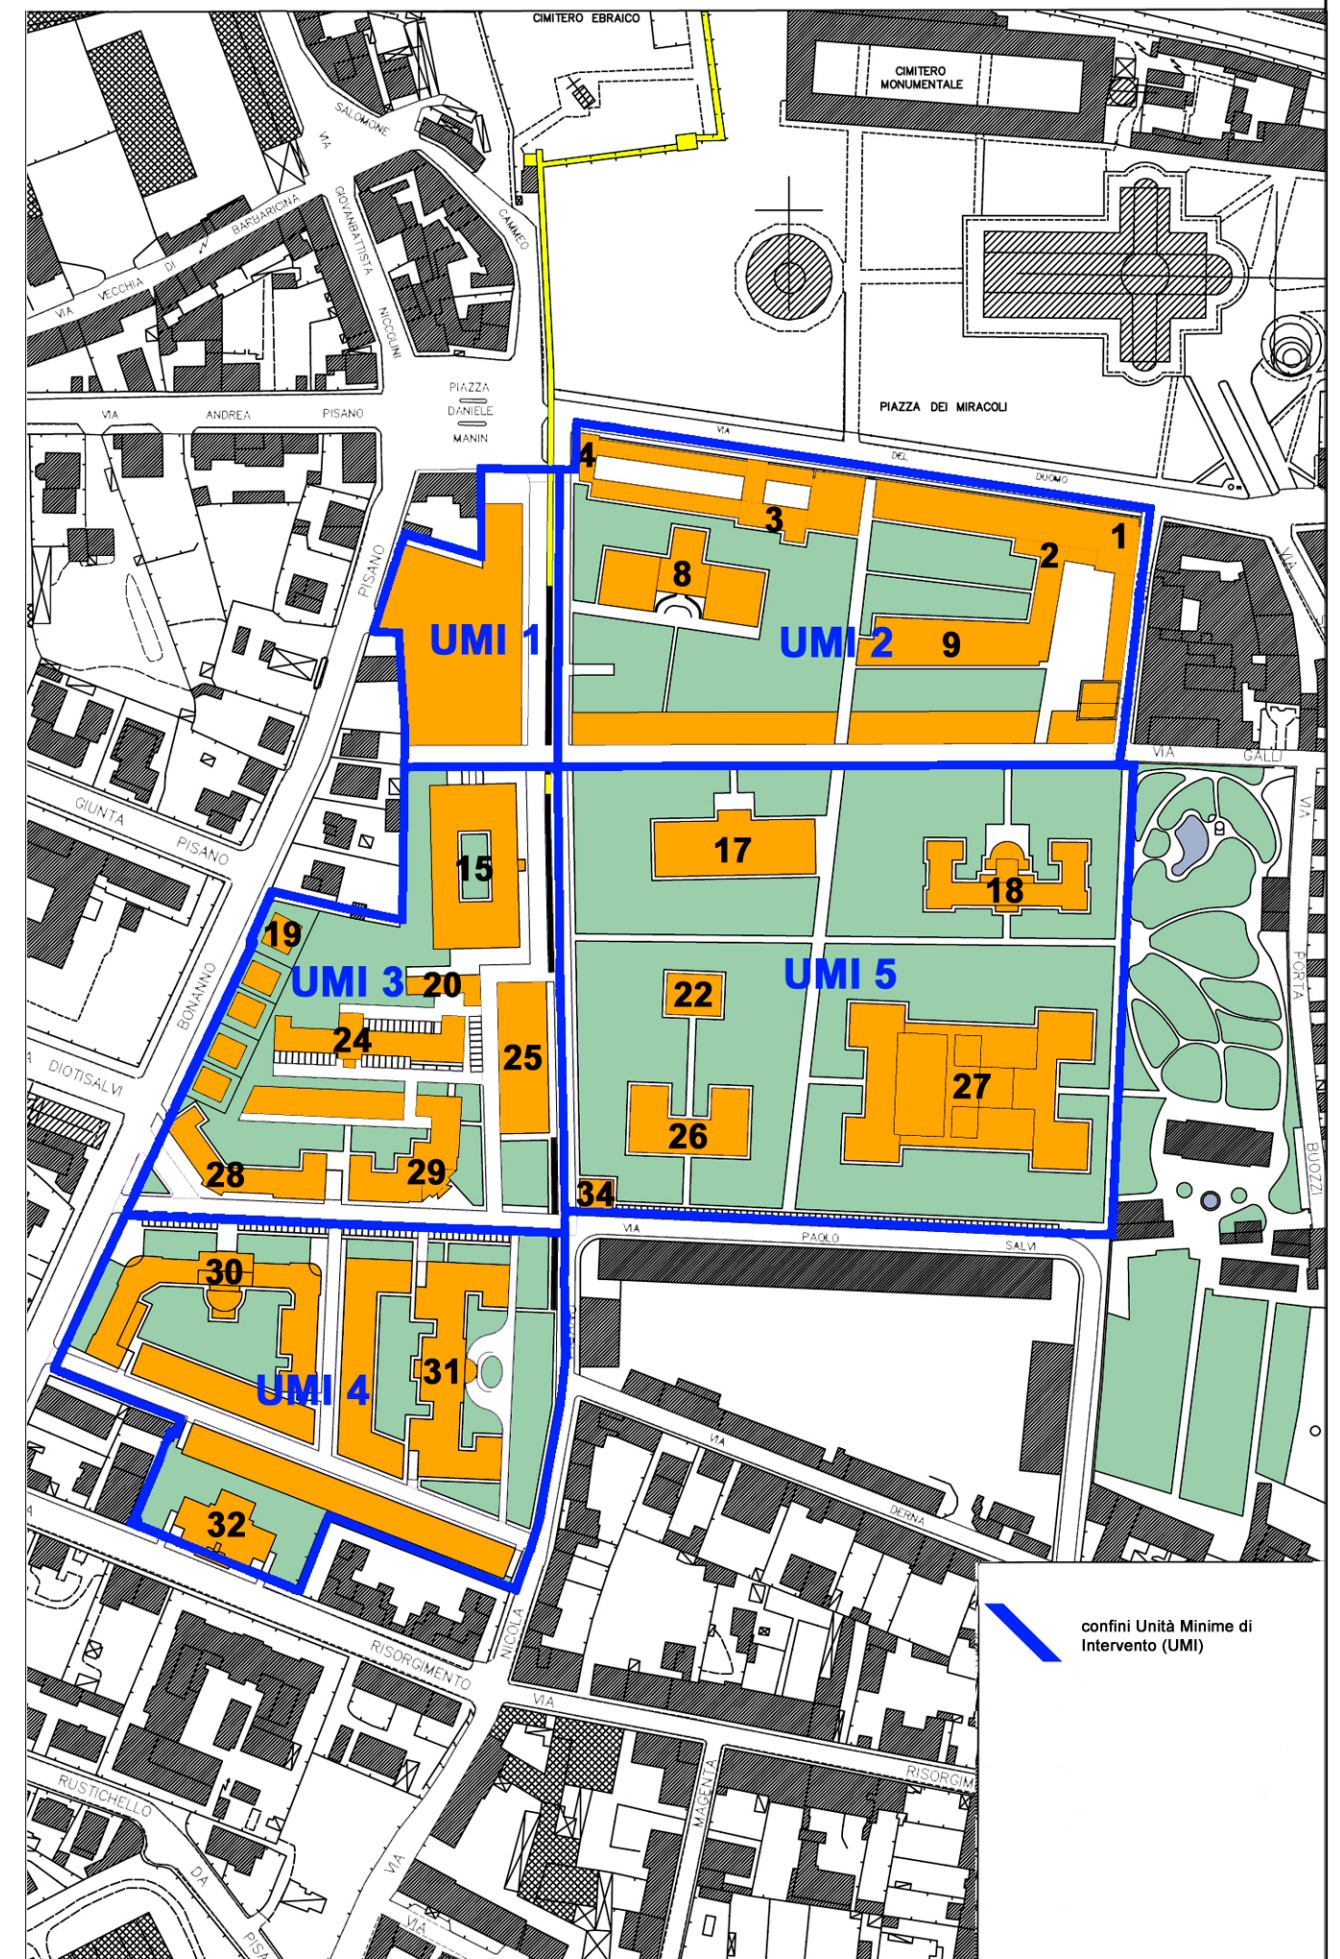 CIMITERO EBRAICO
CIMITERO
MONUMENTALE
SALOMONE
VIA
CAMMEO
GIOVANBATTISTA
NICCOLINI
VIA VECCHIA DI BARBARICINA
PIAZZA
DANIELE
MANIN
VIA ANDREA PISANO
PIAZZA DEI MIRACOLI
VIA DEL DUOMO
VIA
4
3
1
2
8
9
UMI 1
UMI 2
PISANO
VIA GALLI
VIA
PORTA
BUOZZI
GIUNTA PISANO
15
17
18
19
20
UMI 3
UMI 5
22
24
25
26
27
28
29
34
BONANNO
DIOTISALVI
VIA PAOLO SALVI
30
31
UMI 4
32
VIA DERNA
RISORGIMENTO
NICOLA
VIA
VIA
RISORGIM
MAGENTA
RUSTICHELLO
DA
PISA
VIA
confini Unità Minime di
Intervento (UMI)